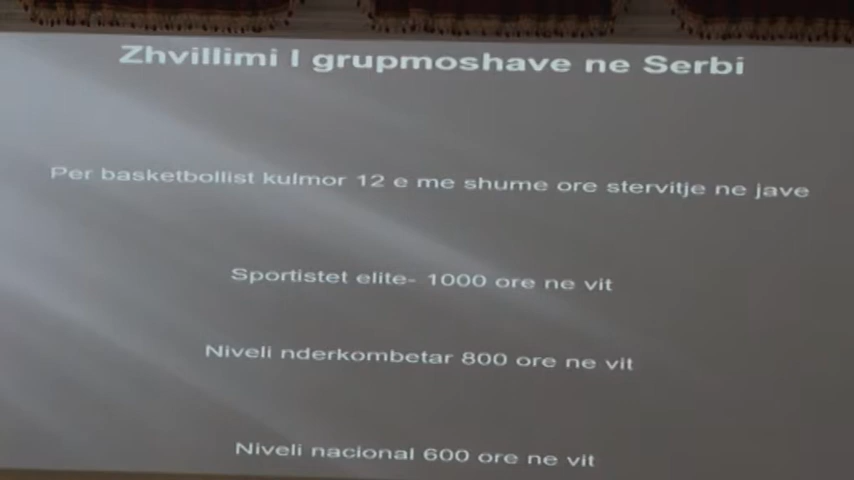 Zhvillimi I grupmoshave ne Serbi
Per basketbollist kulmor 12 e me shume ore stervitje ne jave
Sportistet elite- 1000 ore ne vit
Niveli nderkombetar 800 ore ne vit
Niveli nacional 600 ore ne vit